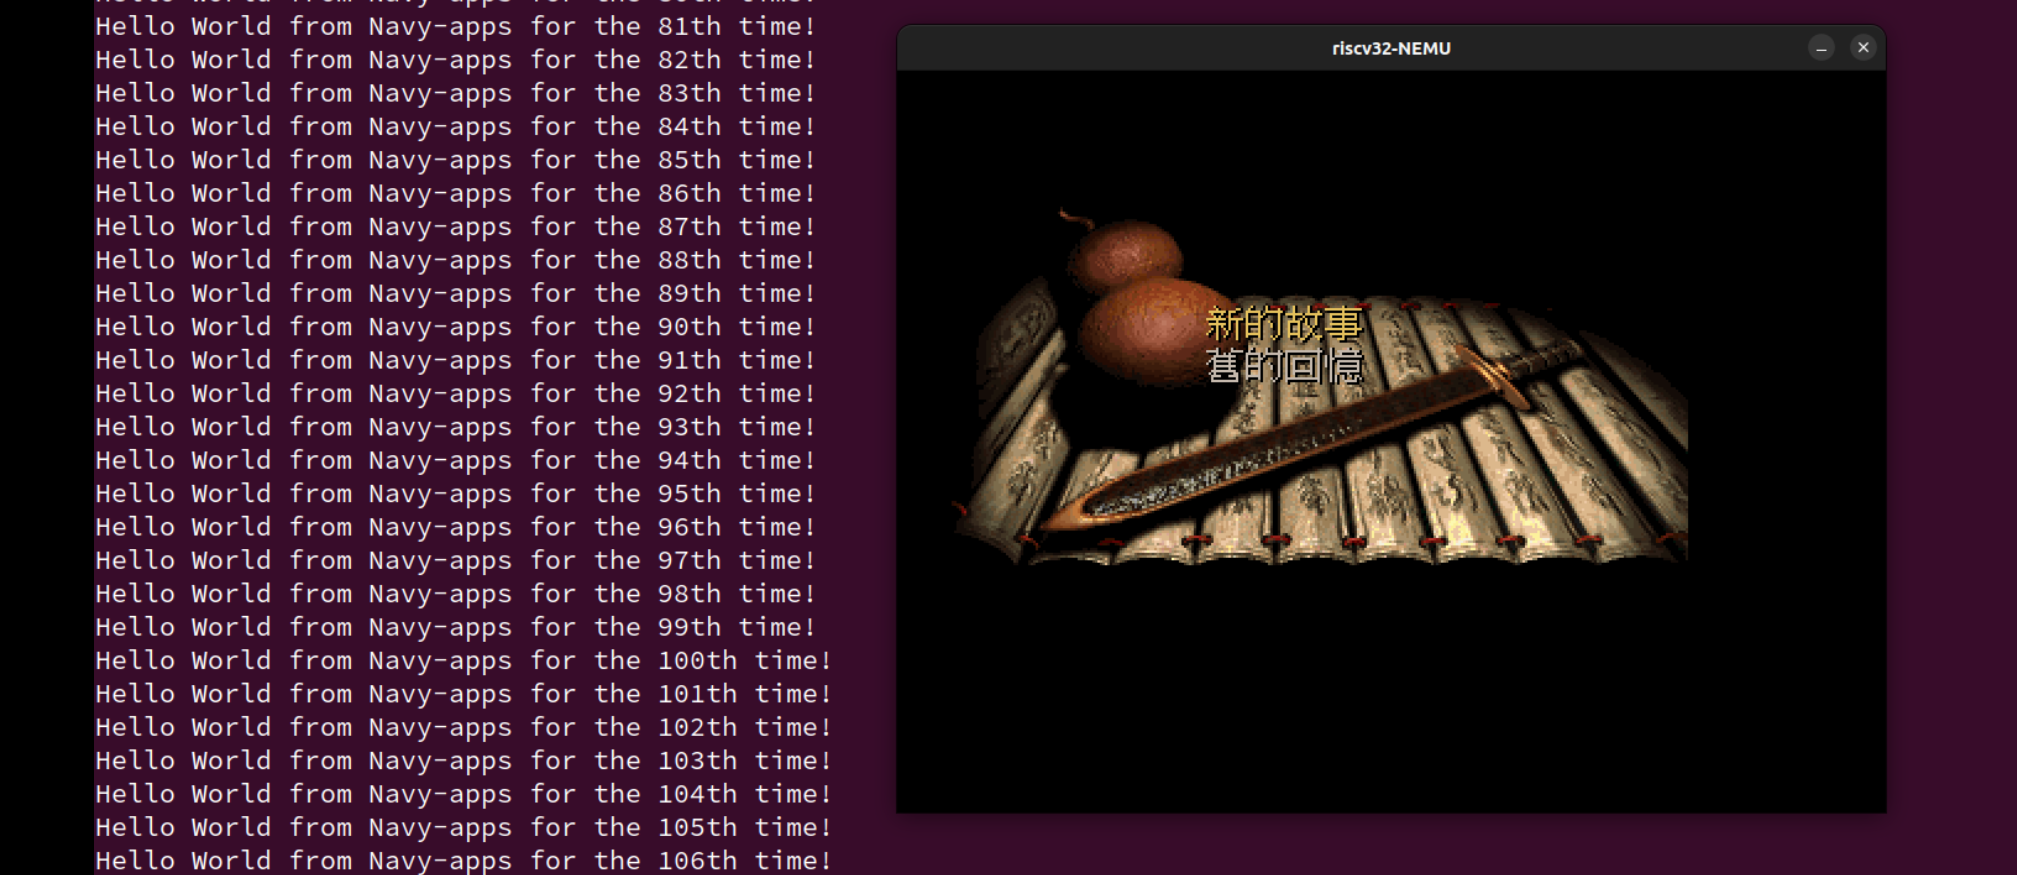 Hello World from Navy-apps for the 81th time!
Hello World from Navy-apps for the 82th time!
Hello World from Navy-apps for the 83th time!
Hello World from Navy-apps for the 84th time!
Hello World from Navy-apps for the 85th time!
Hello World from Navy-apps for the 86th time!
Hello World from Navy-apps for the 87th time!
Hello World from Navy-apps for the 88th time!
Hello World from Navy-apps for the 89th time!
Hello World from Navy-apps for the 90th time!
Hello World from Navy-apps for the 91th time!
Hello World from Navy-apps for the 92th time!
Hello World from Navy-apps for the 93th time!
Hello World from Navy-apps for the 94th time!
Hello World from Navy-apps for the 95th time!
Hello World from Navy-apps for the 96th time!
Hello World from Navy-apps for the 97th time!
Hello World from Navy-apps for the 98th time!
Hello World from Navy-apps for the 99th time!
Hello World from Navy-apps for the 100th time!
Hello World from Navy-apps for the 101th time!
Hello World from Navy-apps for the 102th time!
Hello World from Navy-apps for the 103th time!
Hello World from Navy-apps for the 104th time!
Hello World from Navy-apps for the 105th time!
Hello World from Navy-apps for the 106th time!
riscv32-NEMU
新的故事
舊的回憶